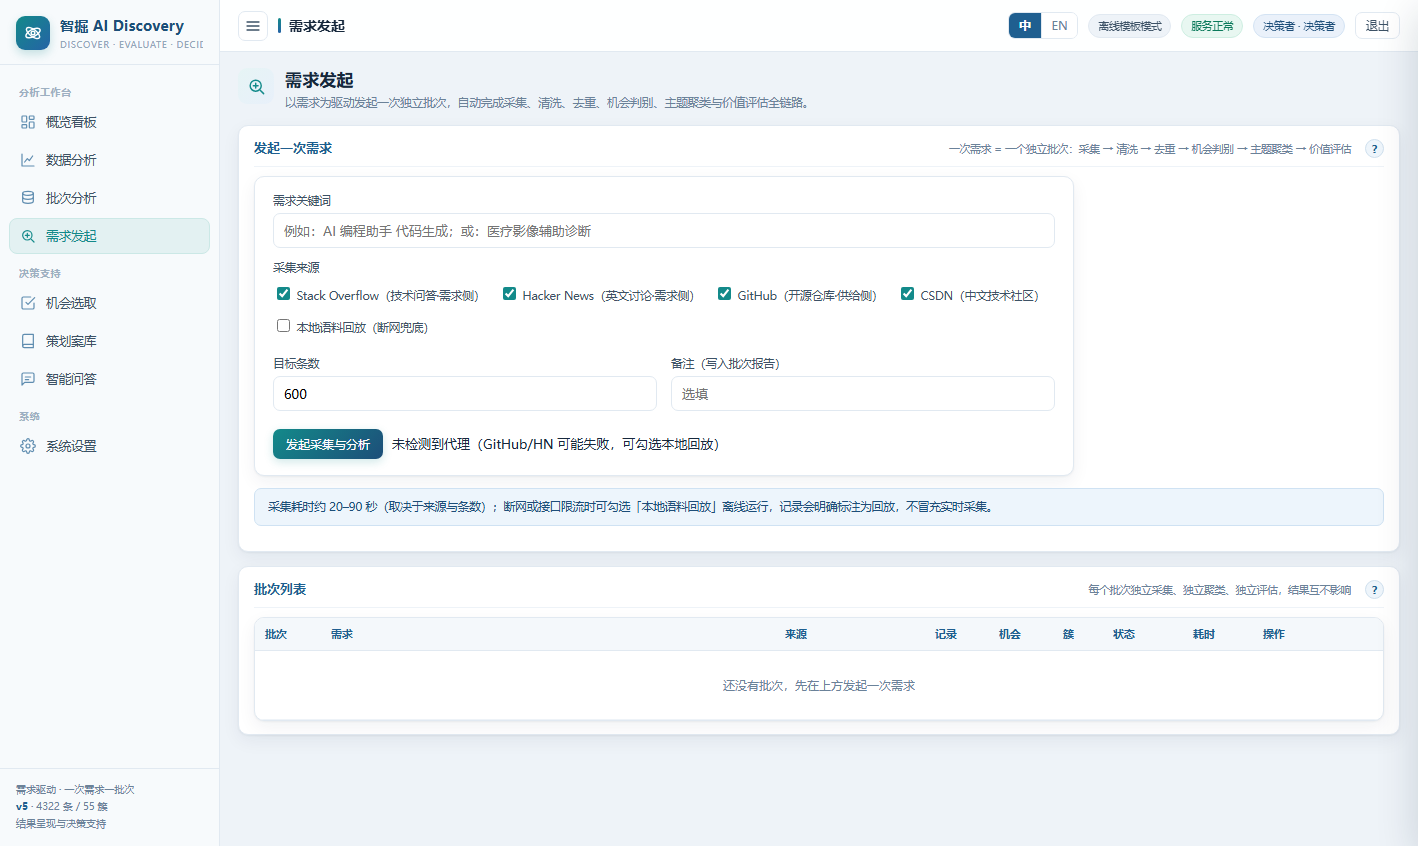 智掘 AI Discovery
DISCOVER · EVALUATE · DECID
需求发起
中 EN
离线模板模式
服务正常
决策者 · 决策者
退出
分析工作台
概览看板
数据分析
批次分析
需求发起
决策支持
机会选取
策划案库
智能问答
系统
系统设置
需求驱动 · 一次需求一批次
v5 · 4322 条 / 55 簇
结果呈现与决策支持
需求发起
以需求为驱动发起一次独立批次，自动完成采集、清洗、去重、机会判别、主题聚类与价值评估全链路。
发起一次需求
一次需求 = 一个独立批次：采集 → 清洗 → 去重 → 机会判别 → 主题聚类 → 价值评估
?
需求关键词
例如：AI 编程助手 代码生成；或：医疗影像辅助诊断
采集来源
Stack Overflow（技术问答·需求侧） Hacker News（英文讨论·需求侧） GitHub（开源仓库·供给侧） CSDN（中文技术社区）
本地语料回放（断网兜底）
目标条数 备注（写入批次报告）
600 选填
发起采集与分析 未检测到代理（GitHub/HN 可能失败，可勾选本地回放）
采集耗时约 20–90 秒（取决于来源与条数）；断网或接口限流时可勾选「本地语料回放」离线运行，记录会明确标注为回放，不冒充实时采集。
批次列表
每个批次独立采集、独立聚类、独立评估，结果互不影响
?
批次 需求 来源 记录 机会 簇 状态 耗时 操作
还没有批次，先在上方发起一次需求